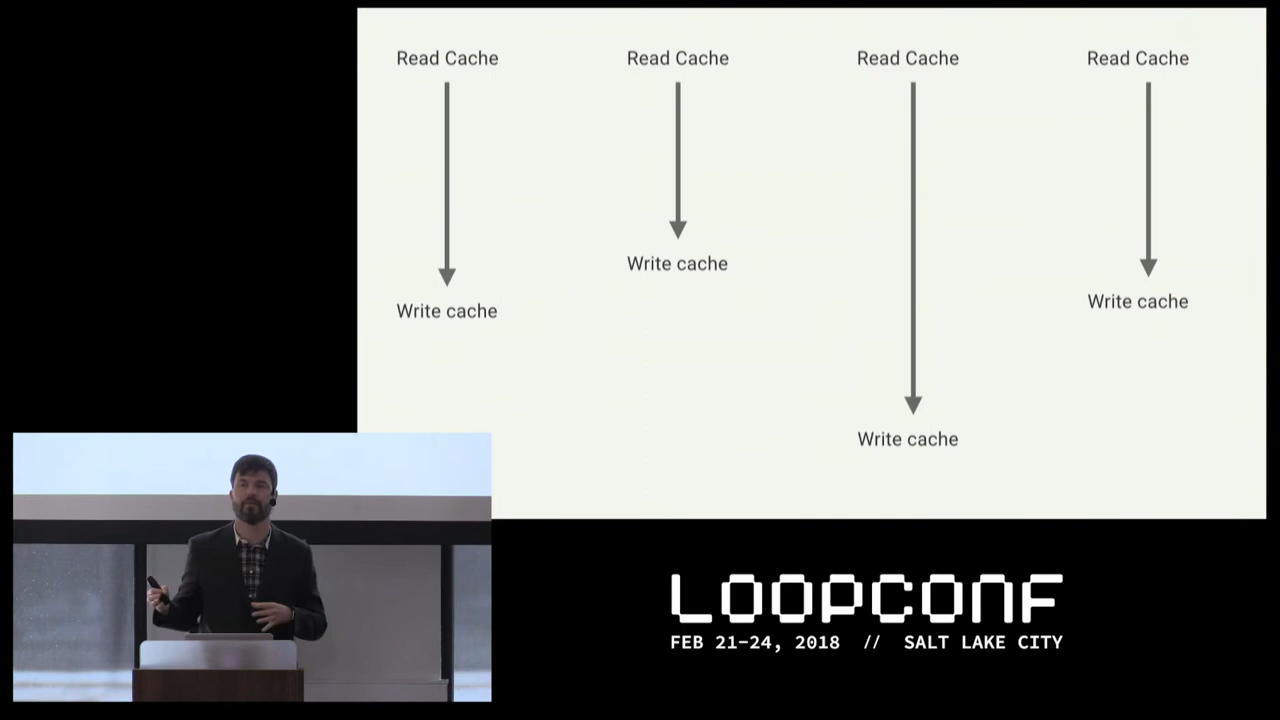 Read Cache
Read Cache
Read Cache
Read Cache
Write cache
Write cache
Write cache
Write cache
LOOPCONF
FEB 21-24, 2018 // SALT LAKE CITY